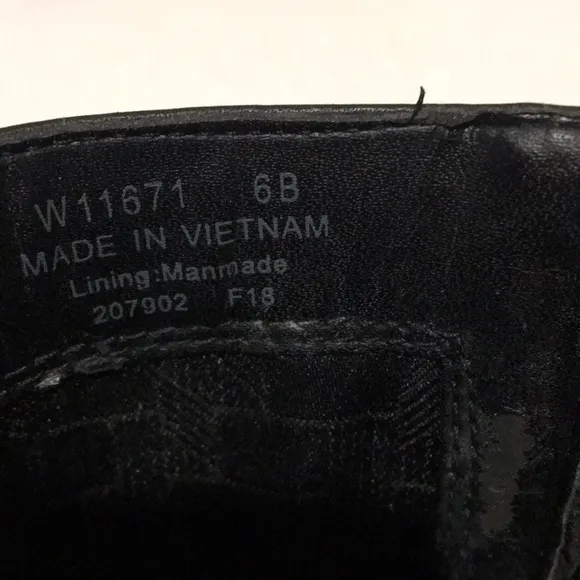 W11671 6B
MADE IN VIETNAM
Lining:Manmade
207902 F18